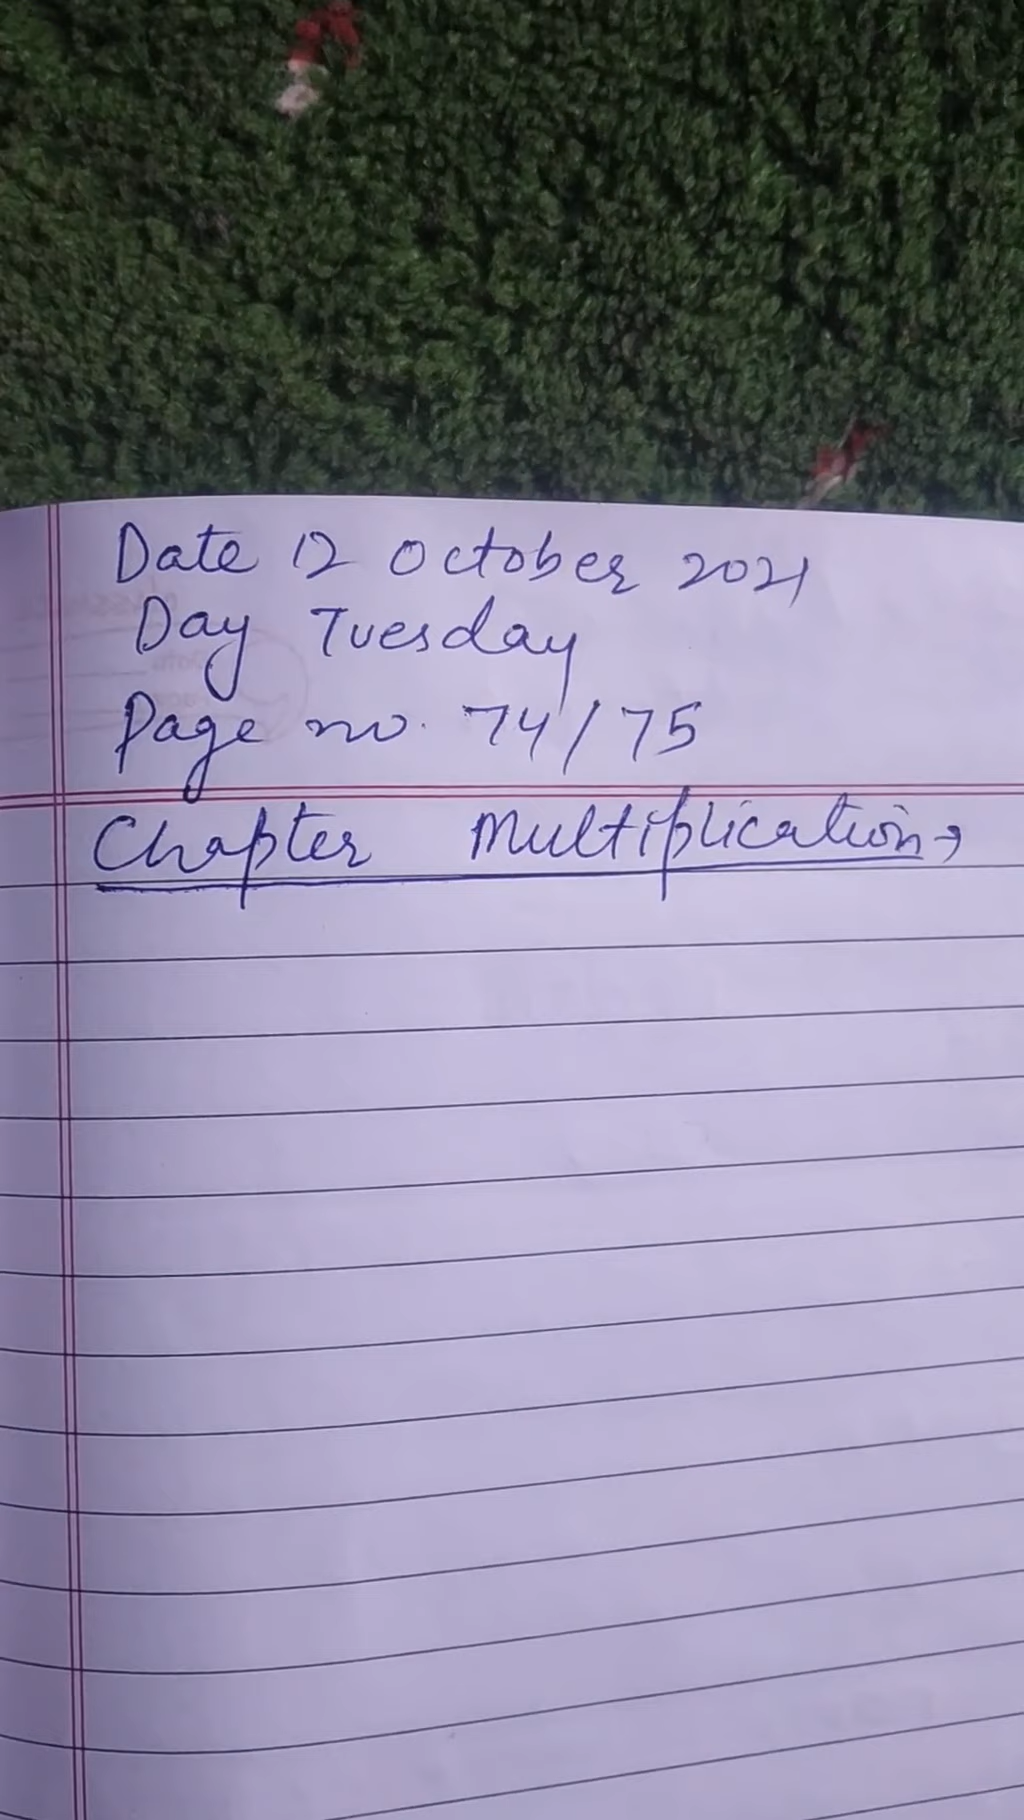 Date 12 October 2021
Day Tuesday
Page no. 74/75
Chapter Multiplication→